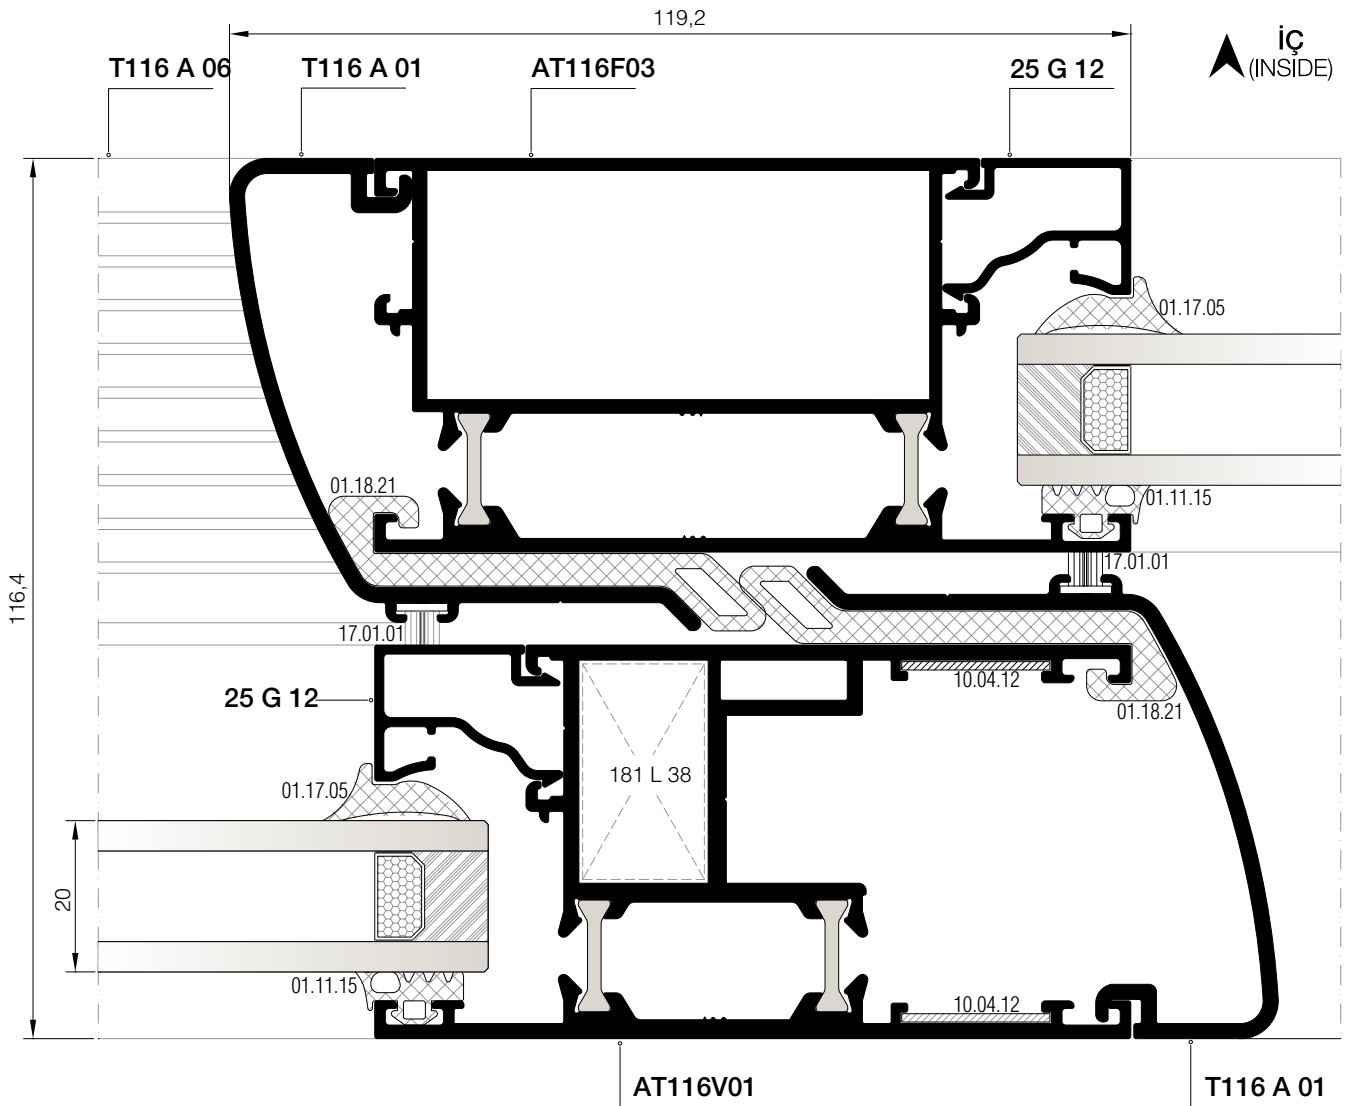 119,2
İÇ
(INSIDE)
T116 A 06
T116 A 01
AT116F03
25 G 12
01.17.05
01.18.21
01.11.15
17.01.01
116,4
17.01.01
10.04.12
25 G 12
01.18.21
181 L 38
01.17.05
20
01.11.15
10.04.12
AT116V01
T116 A 01